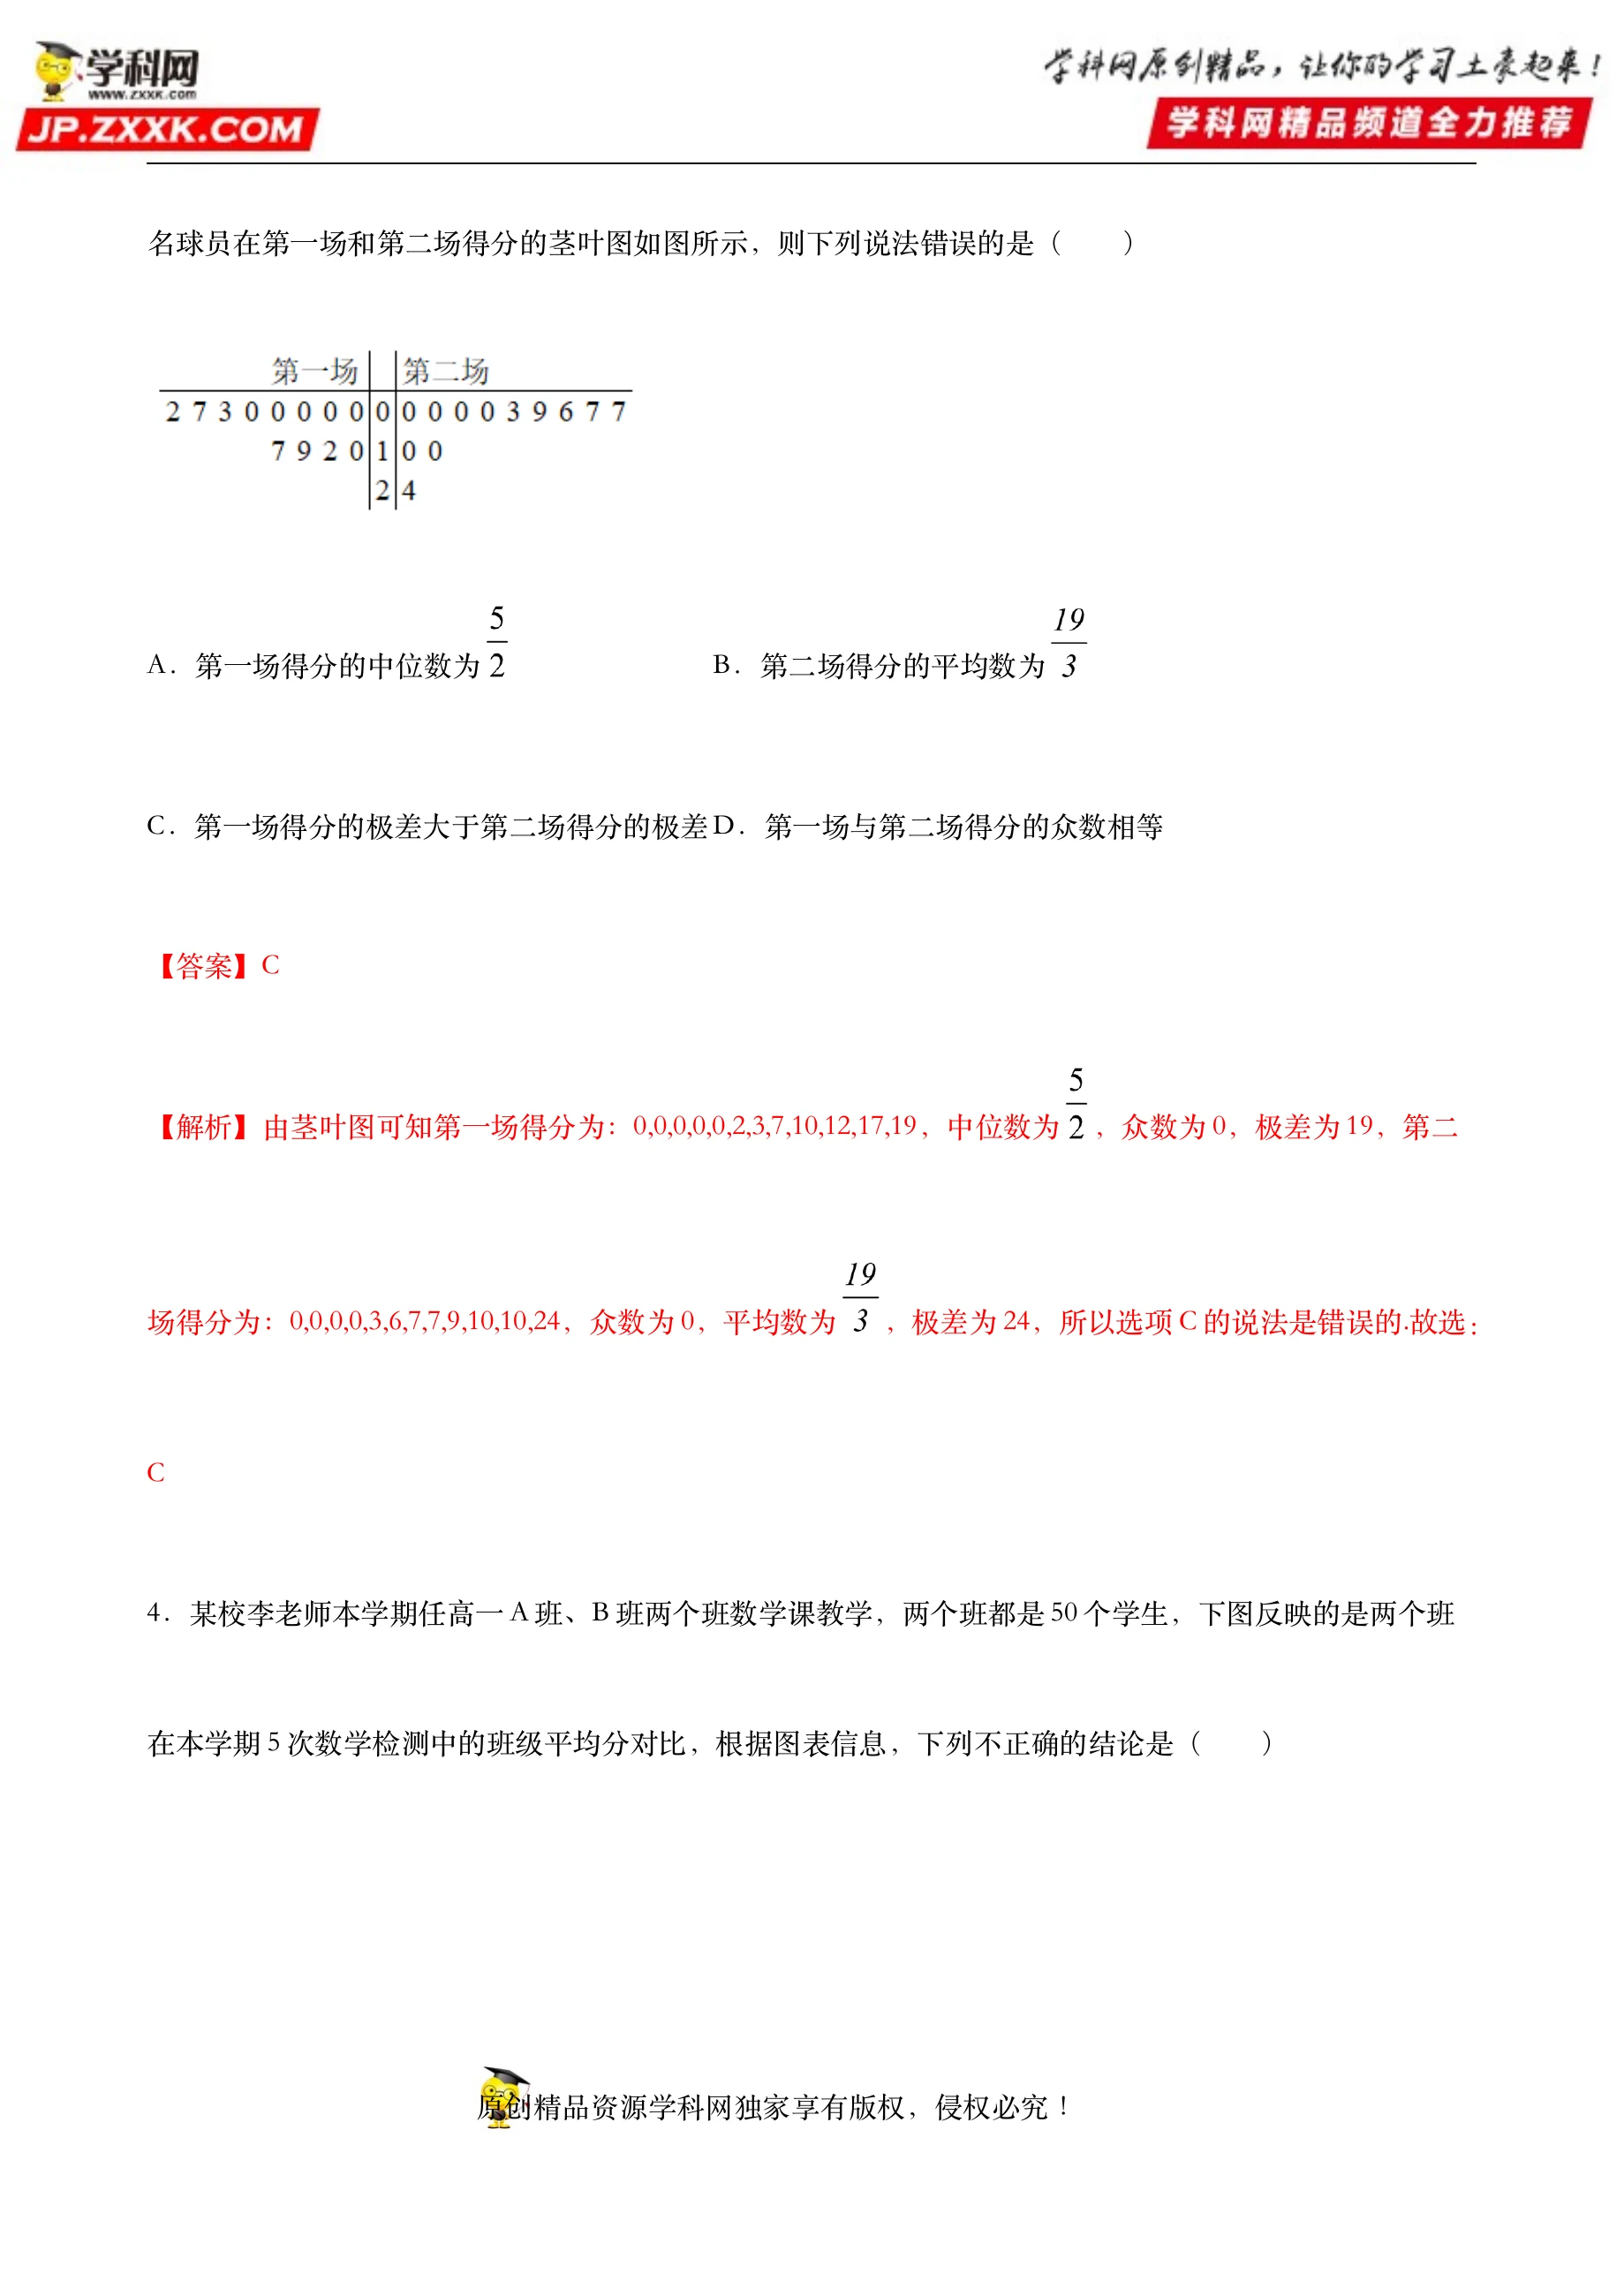 学科网
www.zxxk.com
JP.ZXXK.COM
学科网原创精品，让你的学习土豪起来！
学科网精品频道全力推荐
名球员在第一场和第二场得分的茎叶图如图所示，则下列说法错误的是（　　）
第一场 第二场
2 7 3 0 0 0 0 0 0 0 0 0 0 3 9 6 7 7
7 9 2 0 1 0 0
2 4
A．第一场得分的中位数为 5/2 B．第二场得分的平均数为 19/3
C．第一场得分的极差大于第二场得分的极差 D．第一场与第二场得分的众数相等
【答案】C
【解析】由茎叶图可知第一场得分为：0,0,0,0,0,2,3,7,10,12,17,19，中位数为 5/2，众数为 0，极差为 19，第二
场得分为：0,0,0,0,3,6,7,7,9,10,10,24，众数为 0，平均数为 19/3，极差为 24，所以选项 C 的说法是错误的.故选：
C
4．某校李老师本学期任高一 A 班、B 班两个班数学课教学，两个班都是 50 个学生，下图反映的是两个班
在本学期 5 次数学检测中的班级平均分对比，根据图表信息，下列不正确的结论是（　　）
原创精品资源学科网独家享有版权，侵权必究！